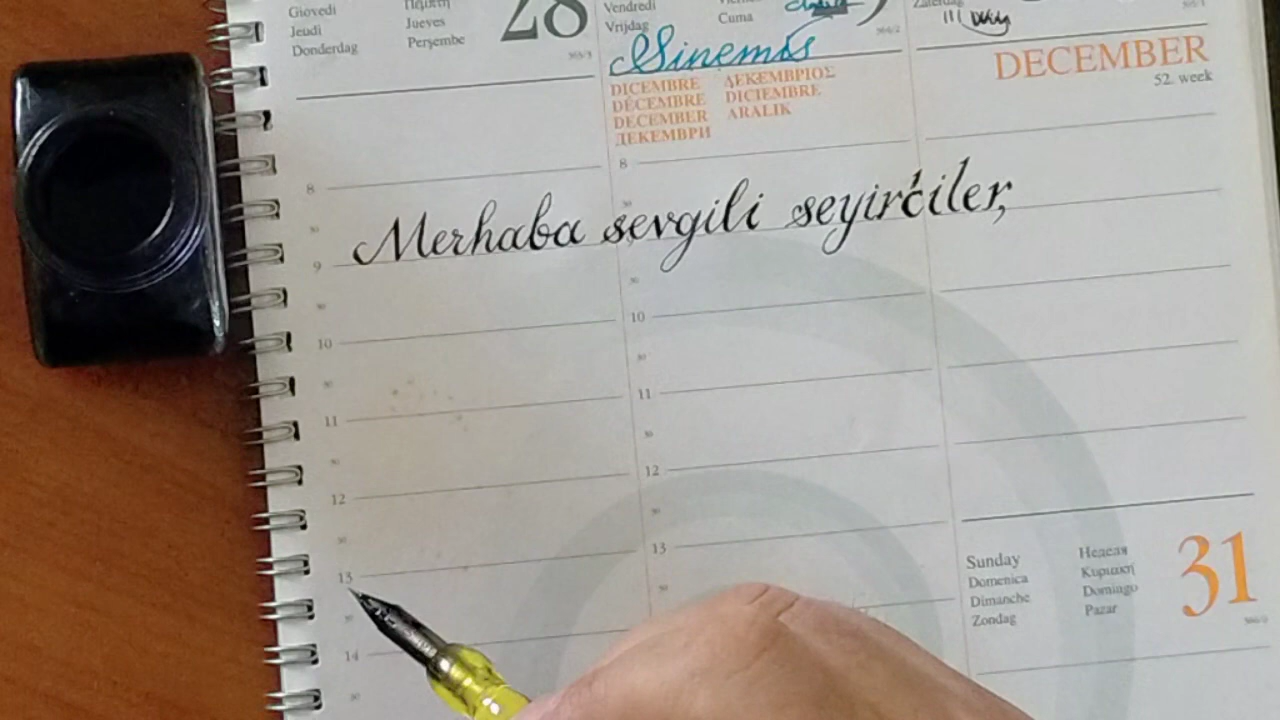 Giovedi
Jeudi
Donderdag
Πέμπτη
Jueves
Perşembe
28
Vendredi
Vrijdag
Cuma
Sinemis
DICEMBRE ΔΕΚΕΜΒΡΙΟΣ
DÉCEMBRE DICIEMBRE
DECEMBER ARALIK
ДЕКЕМВРИ
DECEMBER
52. week
Merhaba sevgili seyirciler,
8
9
10
11
12
13
14
8
10
11
12
13
Sunday
Domenica
Dimanche
Zondag
Неделя
Κυριακή
Domingo
Pazar
31